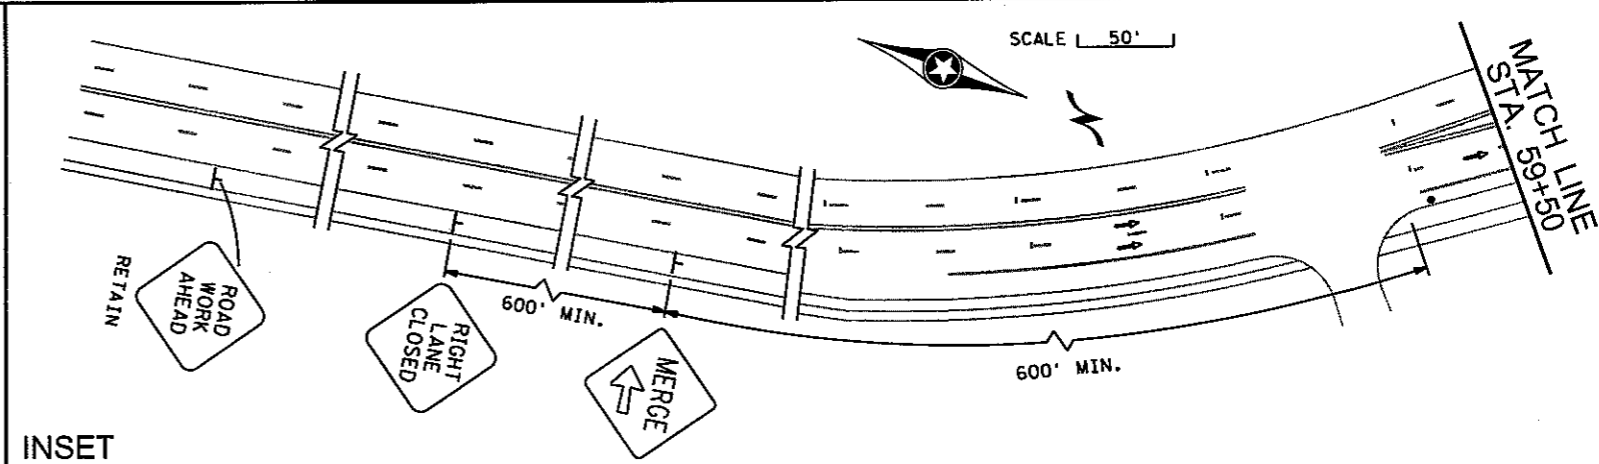 SCALE 50'
MATCH LINE
STA. 59+50
ROAD
WORK
AHEAD
RETAIN
RIGHT
LANE
CLOSED
600' MIN.
MERGE
600' MIN.
INSET